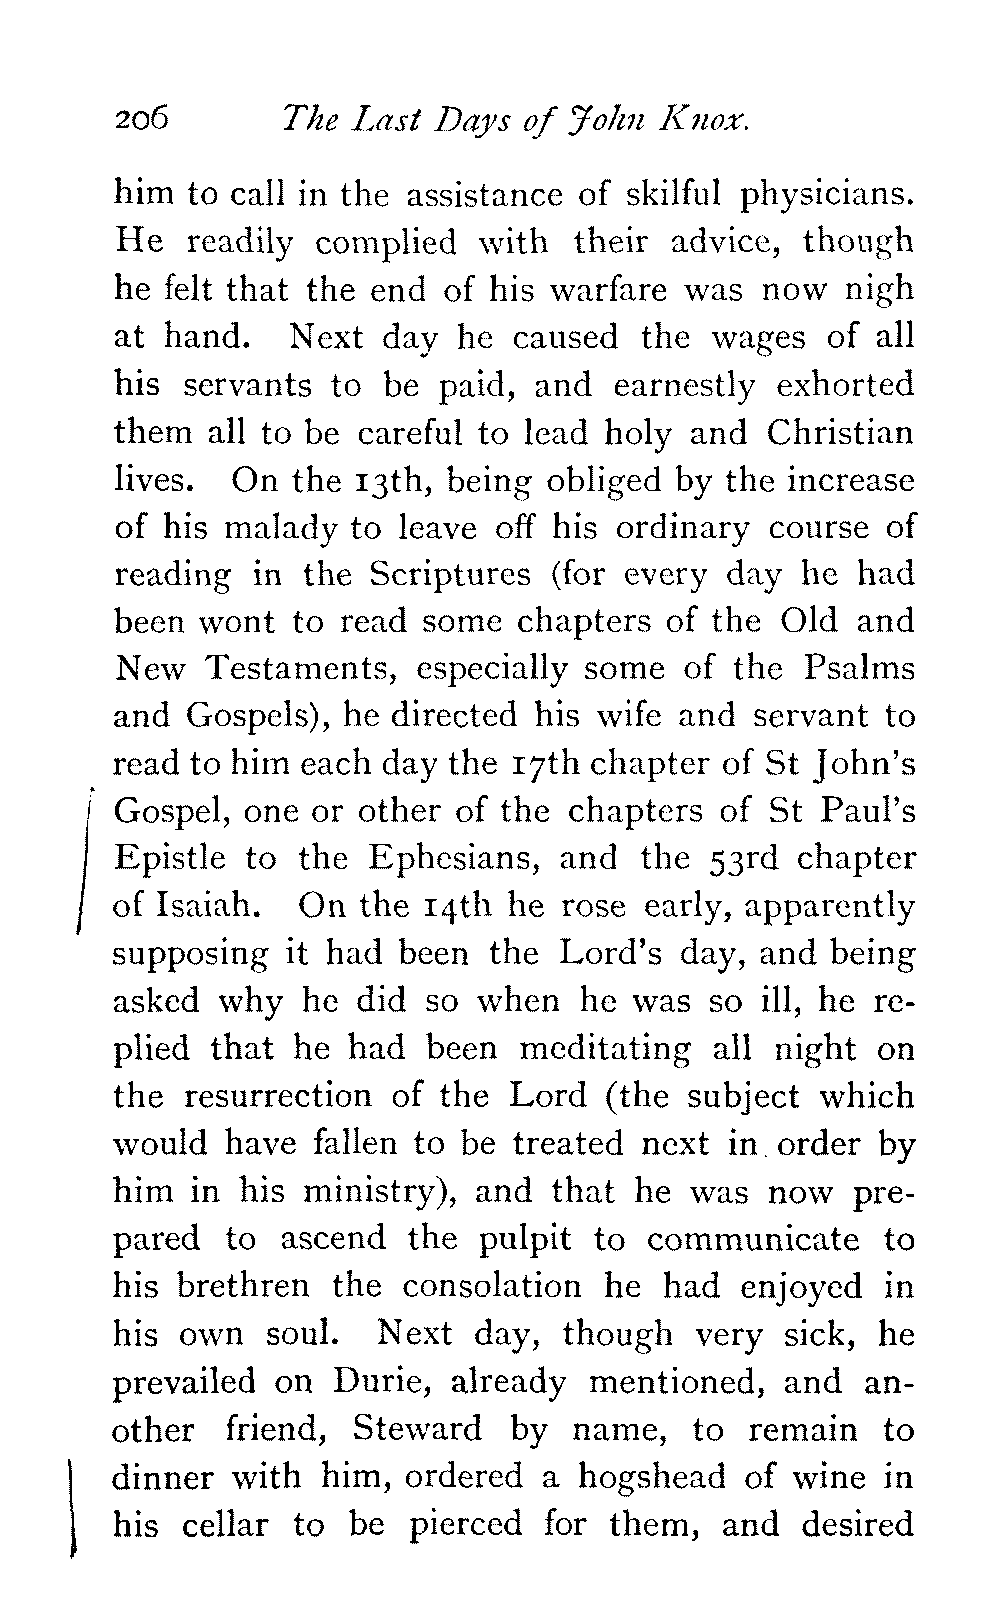 206 The Last Days of John Knox.
him to call in the assistance of skilful physicians.
He readily complied with their advice, though
he felt that the end of his warfare was now nigh
at hand. Next day he caused the wages of all
his servants to be paid, and earnestly exhorted
them all to be careful to lead holy and Christian
lives. On the 13th, being obliged by the increase
of his malady to leave off his ordinary course of
reading in the Scriptures (for every day he had
been wont to read some chapters of the Old and
New Testaments, especially some of the Psalms
and Gospels), he directed his wife and servant to
read to him each day the 17th chapter of St John's
Gospel, one or other of the chapters of St Paul's
Epistle to the Ephesians, and the 53rd chapter
of Isaiah. On the 14th he rose early, apparently
supposing it had been the Lord's day, and being
asked why he did so when he was so ill, he re-
plied that he had been meditating all night on
the resurrection of the Lord (the subject which
would have fallen to be treated next in order by
him in his ministry), and that he was now pre-
pared to ascend the pulpit to communicate to
his brethren the consolation he had enjoyed in
his own soul. Next day, though very sick, he
prevailed on Durie, already mentioned, and an-
other friend, Steward by name, to remain to
dinner with him, ordered a hogshead of wine in
his cellar to be pierced for them, and desired